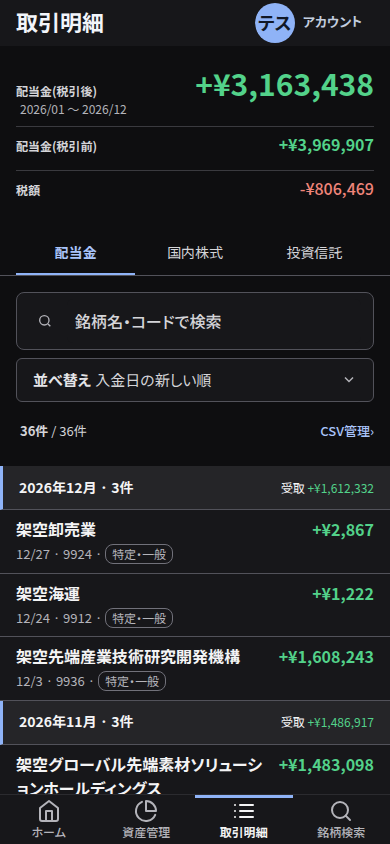 取引明細
テス アカウント
配当金(税引後) +¥3,163,438
2026/01 〜 2026/12
配当金(税引前) +¥3,969,907
税額 -¥806,469
配当金 国内株式 投資信託
銘柄名・コードで検索
並べ替え 入金日の新しい順
36件 / 36件 CSV管理›
2026年12月・3件 受取 +¥1,612,332
架空卸売業 +¥2,867
12/27・9924・特定・一般
架空海運 +¥1,222
12/24・9912・特定・一般
架空先端産業技術研究開発機構 +¥1,608,243
12/3・9936・特定・一般
2026年11月・3件 受取 +¥1,486,917
架空グローバル先端素材ソリューシ +¥1,483,098
ョンホールディングス
ホーム 資産管理 取引明細 銘柄検索